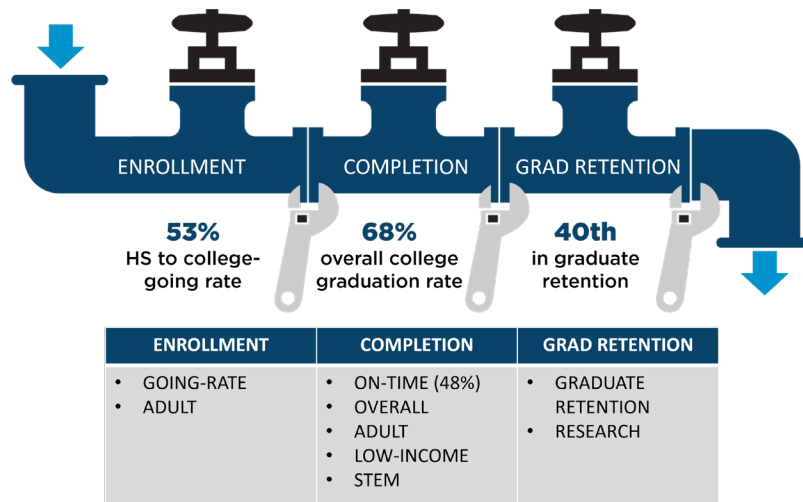 ENROLLMENT COMPLETION GRAD RETENTION
53% 68% 40th
HS to college- overall college in graduate
going rate graduation rate retention
ENROLLMENT COMPLETION GRAD RETENTION
• GOING-RATE • ON-TIME (48%) • GRADUATE
• ADULT • OVERALL RETENTION
• ADULT • RESEARCH
• LOW-INCOME
• STEM